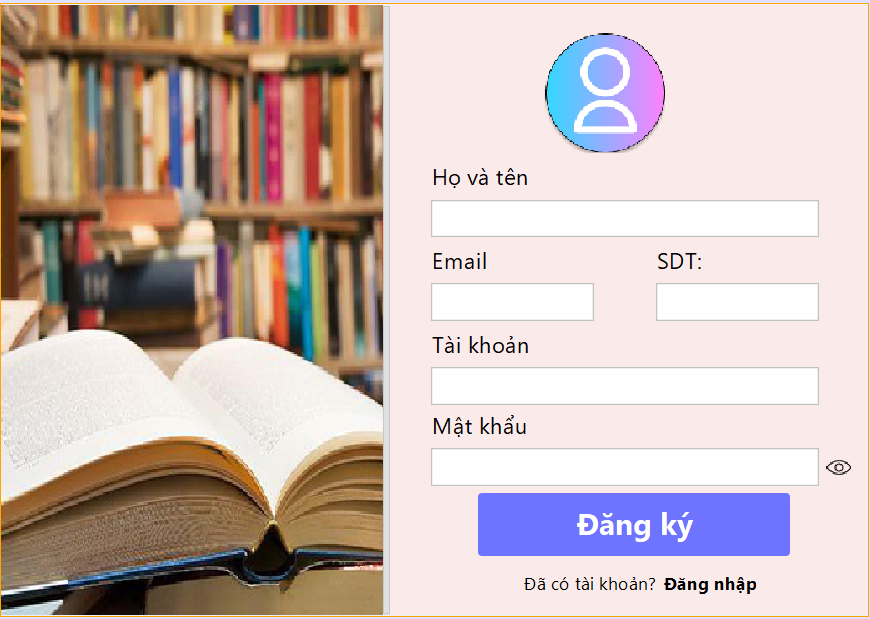 Họ và tên
Email SDT:
Tài khoản
Mật khẩu
Đăng ký
Đã có tài khoản? Đăng nhập